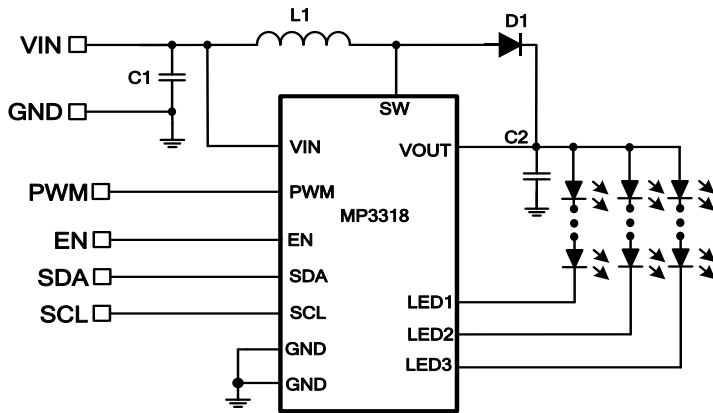 L1
D1
VIN
C1
GND
SW
VIN
VOUT
C2
PWM
PWM
MP3318
EN
EN
SDA
SDA
SCL
SCL
LED1
LED2
GND
LED3
GND